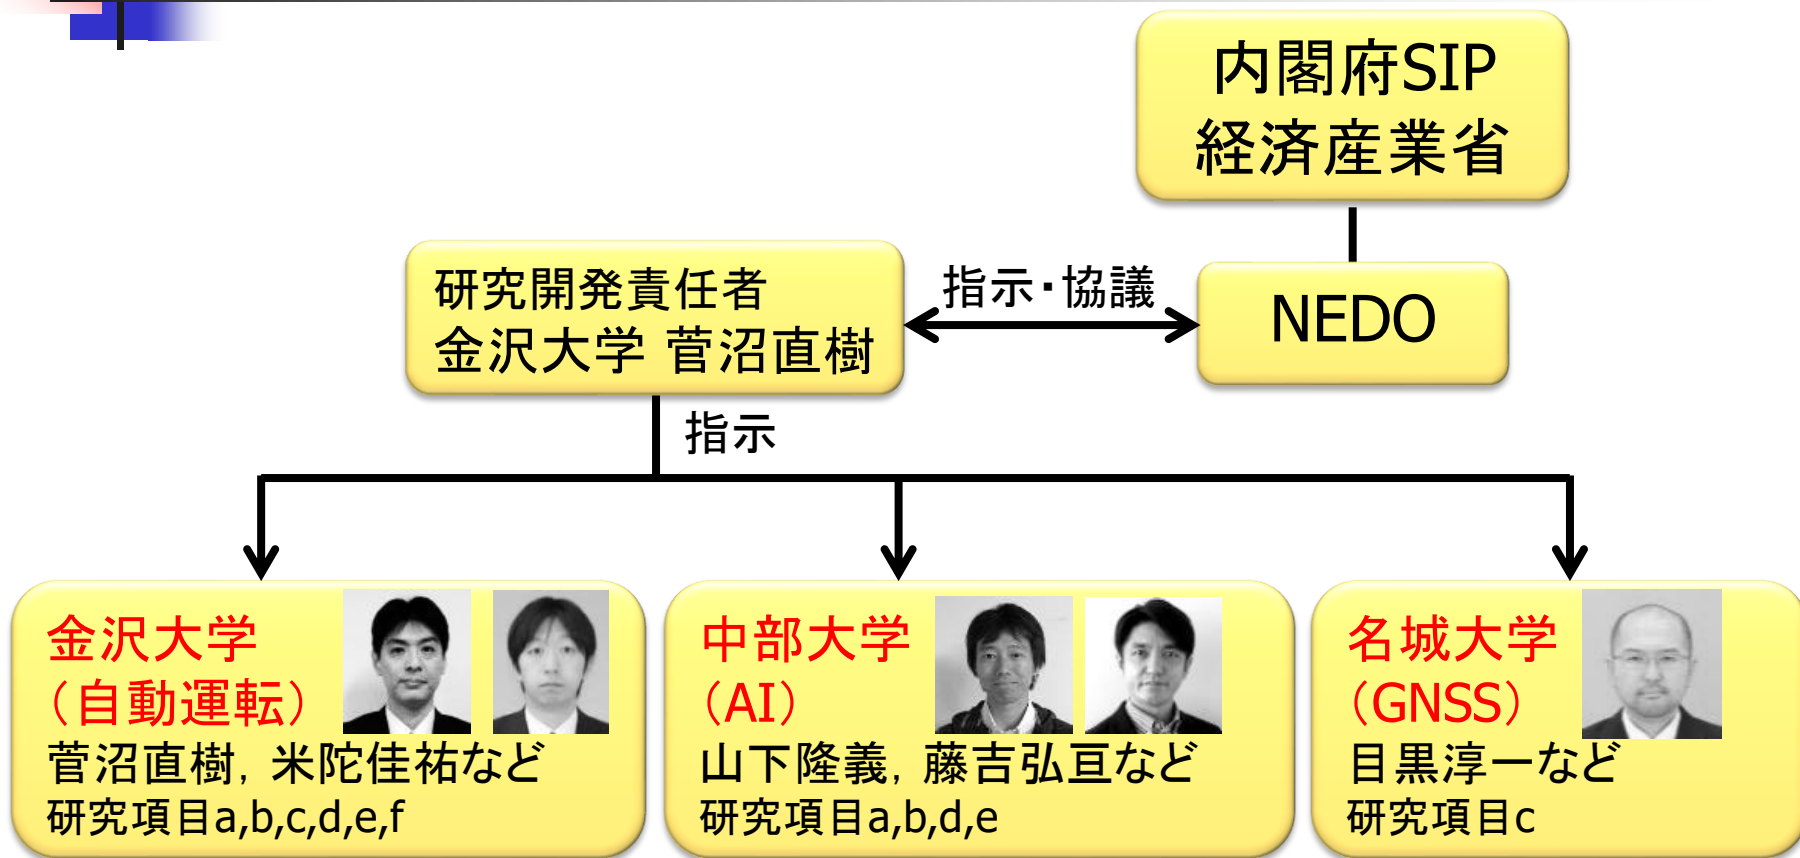 内閣府SIP
経済産業省
研究開発責任者
金沢大学 菅沼直樹
指示・協議
NEDO
指示
金沢大学
（自動運転）
菅沼直樹，米陀佳祐など
研究項目a,b,c,d,e,f
中部大学
（AI）
山下隆義，藤吉弘亘など
研究項目a,b,d,e
名城大学
（GNSS）
目黒淳一など
研究項目c